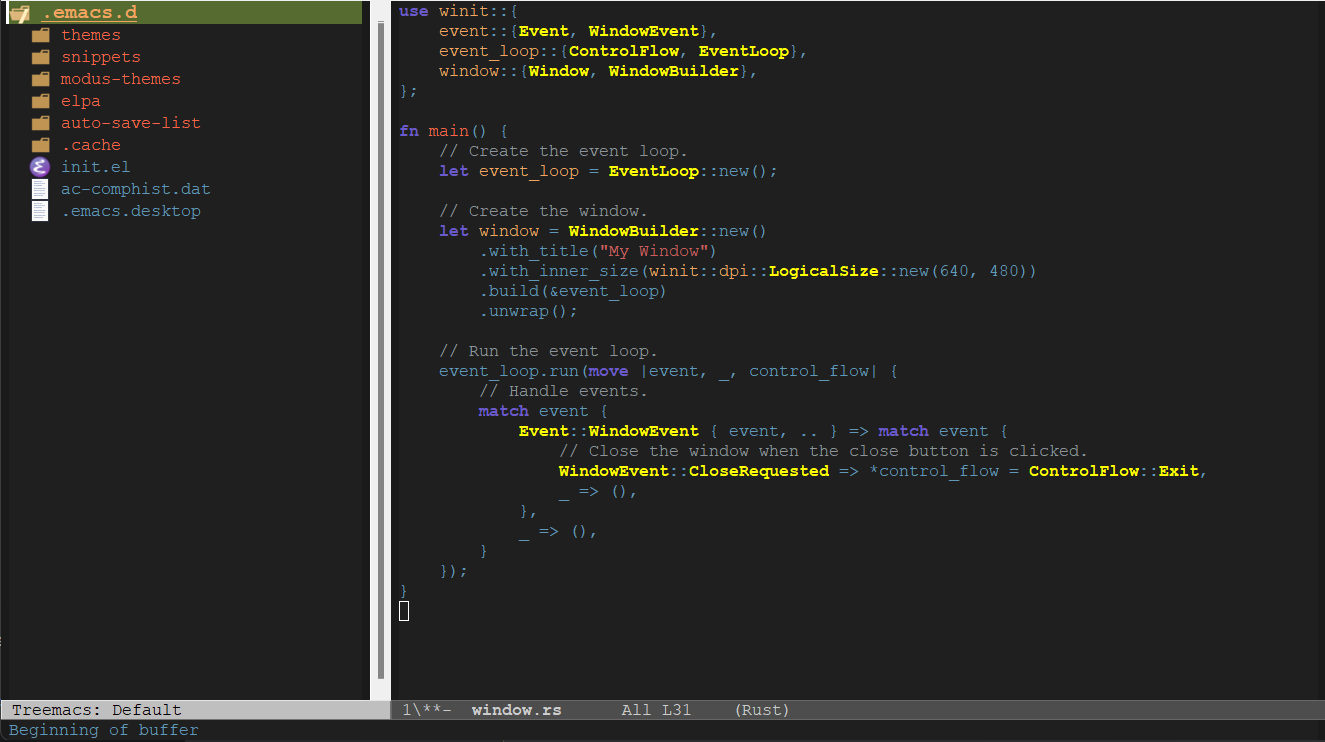 .emacs.d
themes
snippets
modus-themes
elpa
auto-save-list
.cache
init.el
ac-comphist.dat
.emacs.desktop
Treemacs: Default
use winit::{
    event::{Event, WindowEvent},
    event_loop::{ControlFlow, EventLoop},
    window::{Window, WindowBuilder},
};

fn main() {
    // Create the event loop.
    let event_loop = EventLoop::new();

    // Create the window.
    let window = WindowBuilder::new()
        .with_title("My Window")
        .with_inner_size(winit::dpi::LogicalSize::new(640, 480))
        .build(&event_loop)
        .unwrap();

    // Run the event loop.
    event_loop.run(move |event, _, control_flow| {
        // Handle events.
        match event {
            Event::WindowEvent { event, .. } => match event {
                // Close the window when the close button is clicked.
                WindowEvent::CloseRequested => *control_flow = ControlFlow::Exit,
                _ => (),
            },
            _ => (),
        }
    });
}
1\**-  window.rs      All L31    (Rust)
Beginning of buffer